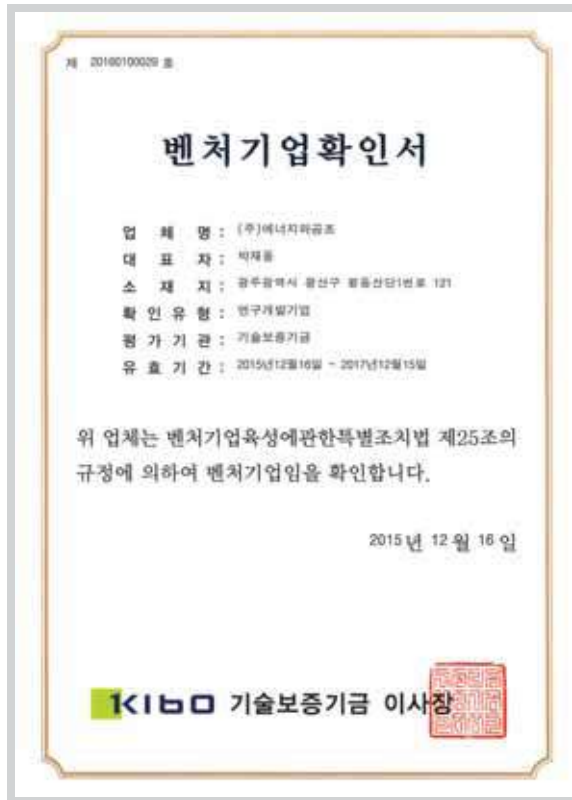 제 20160100029 호
벤처기업확인서
업 체 명 : (주)에너지와공조
대 표 자 :
소 재 지 : 광주광역시 광산구 평동산단1번로 121
확 인 유 형 : 연구개발기업
평 가 기 관 : 기술보증기금
유 효 기 간 : 2015년12월16일 ~ 2017년12월15일
위 업체는 벤처기업육성에관한특별조치법 제25조의
규정에 의하여 벤처기업임을 확인합니다.
2015 년 12 월 16 일
KIBO 기술보증기금 이사장